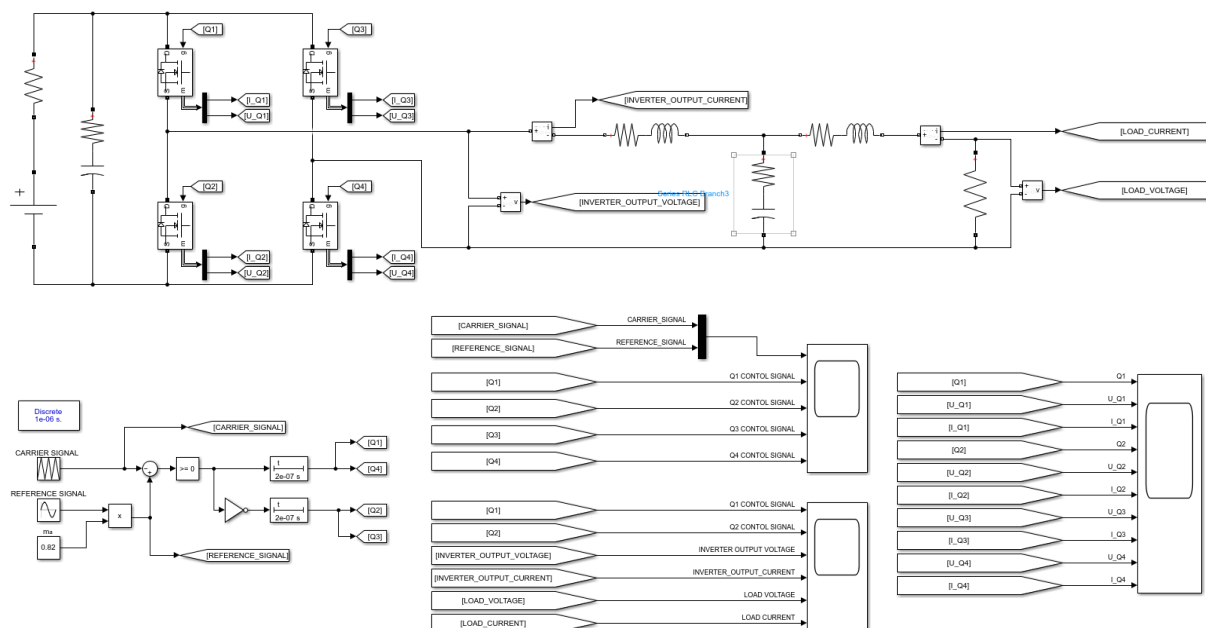 [Q1]
[Q3]
g
D
S
m
g
D
S
m
[I_Q1]
[U_Q1]
[I_Q3]
[U_Q3]
[INVERTER_OUTPUT_CURRENT]
+
-
i
+
-
i
[LOAD_CURRENT]
[Q2]
[Q4]
g
D
S
m
g
D
S
m
+
+
-
v
[INVERTER_OUTPUT_VOLTAGE]
Series RLC Branch3
+
-
v
[LOAD_VOLTAGE]
[I_Q2]
[U_Q2]
[I_Q4]
[U_Q4]
Discrete
1e-06 s.
CARRIER SIGNAL
[CARRIER_SIGNAL]
-
+
>= 0
t
2e-07 s
[Q1]
[Q4]
REFERENCE SIGNAL
x
t
2e-07 s
[Q2]
[Q3]
ma
0.82
[REFERENCE_SIGNAL]
[CARRIER_SIGNAL]
CARRIER_SIGNAL
[REFERENCE_SIGNAL]
REFERENCE_SIGNAL
[Q1]
Q1 CONTOL SIGNAL
[Q2]
Q2 CONTOL SIGNAL
[Q3]
Q3 CONTOL SIGNAL
[Q4]
Q4 CONTOL SIGNAL
[Q1]
Q1 CONTOL SIGNAL
[Q2]
Q2 CONTOL SIGNAL
[INVERTER_OUTPUT_VOLTAGE]
INVERTER OUTPUT VOLTAGE
[INVERTER_OUTPUT_CURRENT]
INVERTER_OUTPUT_CURRENT
[LOAD_VOLTAGE]
LOAD VOLTAGE
[LOAD_CURRENT]
LOAD CURRENT
[Q1]
Q1
[U_Q1]
U_Q1
[I_Q1]
I_Q1
[Q2]
Q2
[U_Q2]
U_Q2
[I_Q2]
I_Q2
[U_Q3]
U_Q3
[I_Q3]
I_Q3
[U_Q4]
U_Q4
[I_Q4]
I_Q4